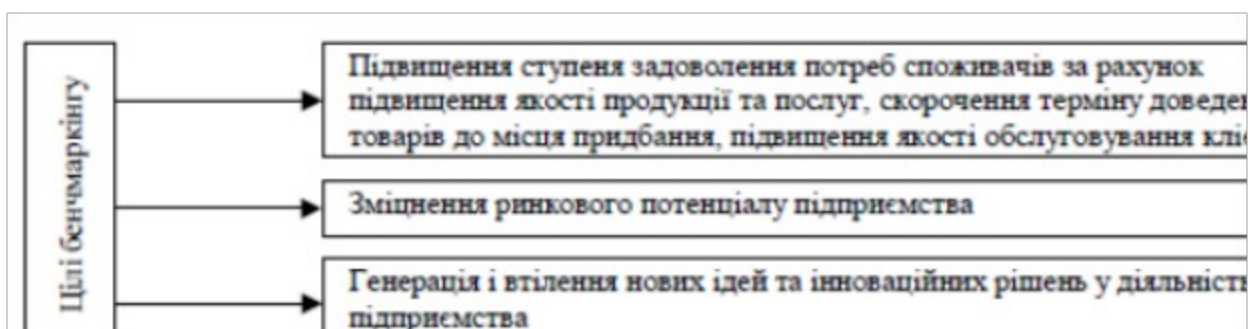 Цілі бенчмаркінгу
Підвищення ступеня задоволення потреб споживачів за рахунок
підвищення якості продукції та послуг, скорочення терміну
товарів до місця придбання, підвищення якості обслуговування
Зміцнення ринкового потенціалу підприємства
Генерація і втілення нових ідей та інноваційних рішень у діяльність
підприємства